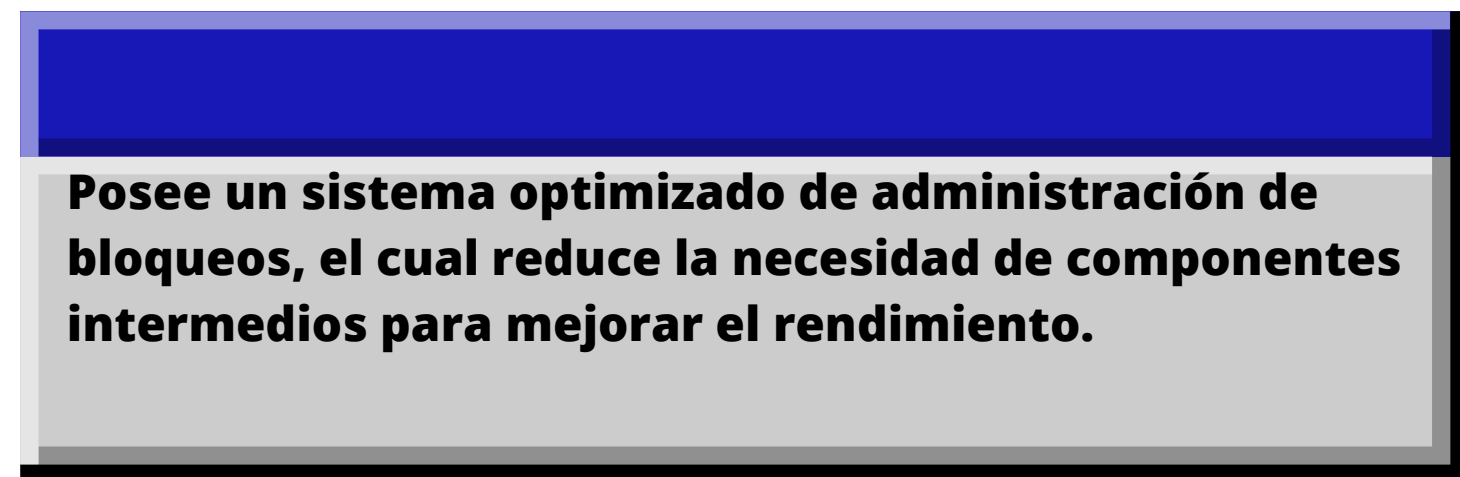 Posee un sistema optimizado de administración de
bloqueos, el cual reduce la necesidad de componentes
intermedios para mejorar el rendimiento.